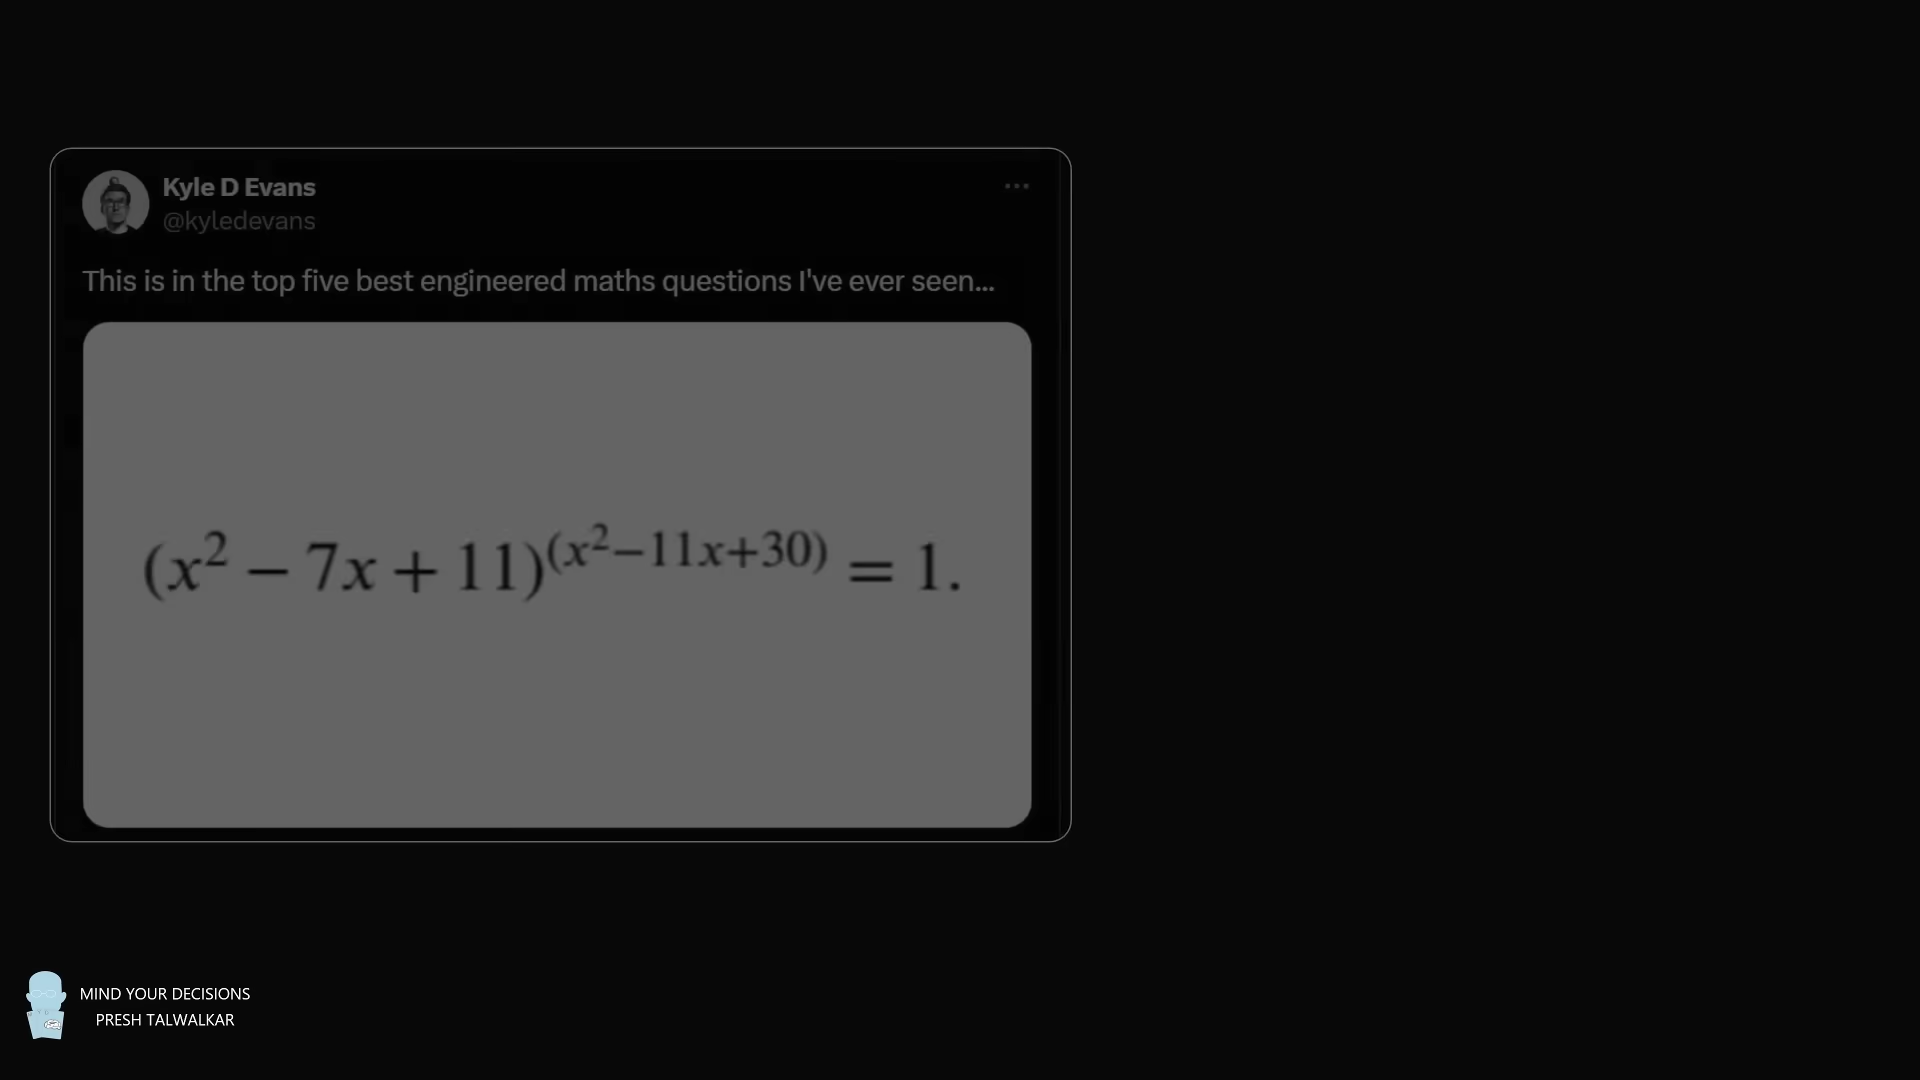 Kyle D Evans
@kyledevans
This is in the top five best engineered maths questions I've ever seen...
(x² − 7x + 11)^(x²−11x+30) = 1.
MIND YOUR DECISIONS
PRESH TALWALKAR